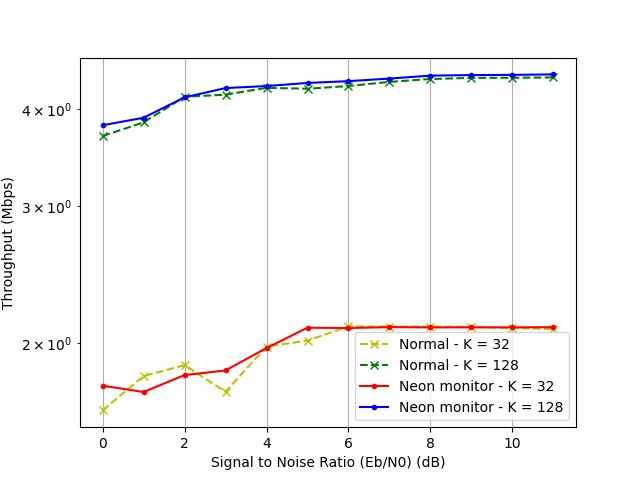 4 × 10⁰
3 × 10⁰
2 × 10⁰
Throughput (Mbps)
Normal - K = 32
Normal - K = 128
Neon monitor - K = 32
Neon monitor - K = 128
0 2 4 6 8 10
Signal to Noise Ratio (Eb/N0) (dB)